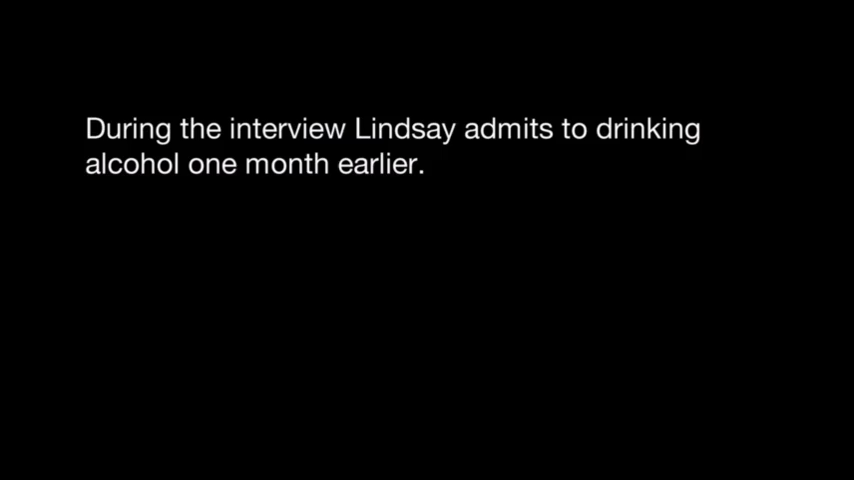 During the interview Lindsay admits to drinking
alcohol one month earlier.